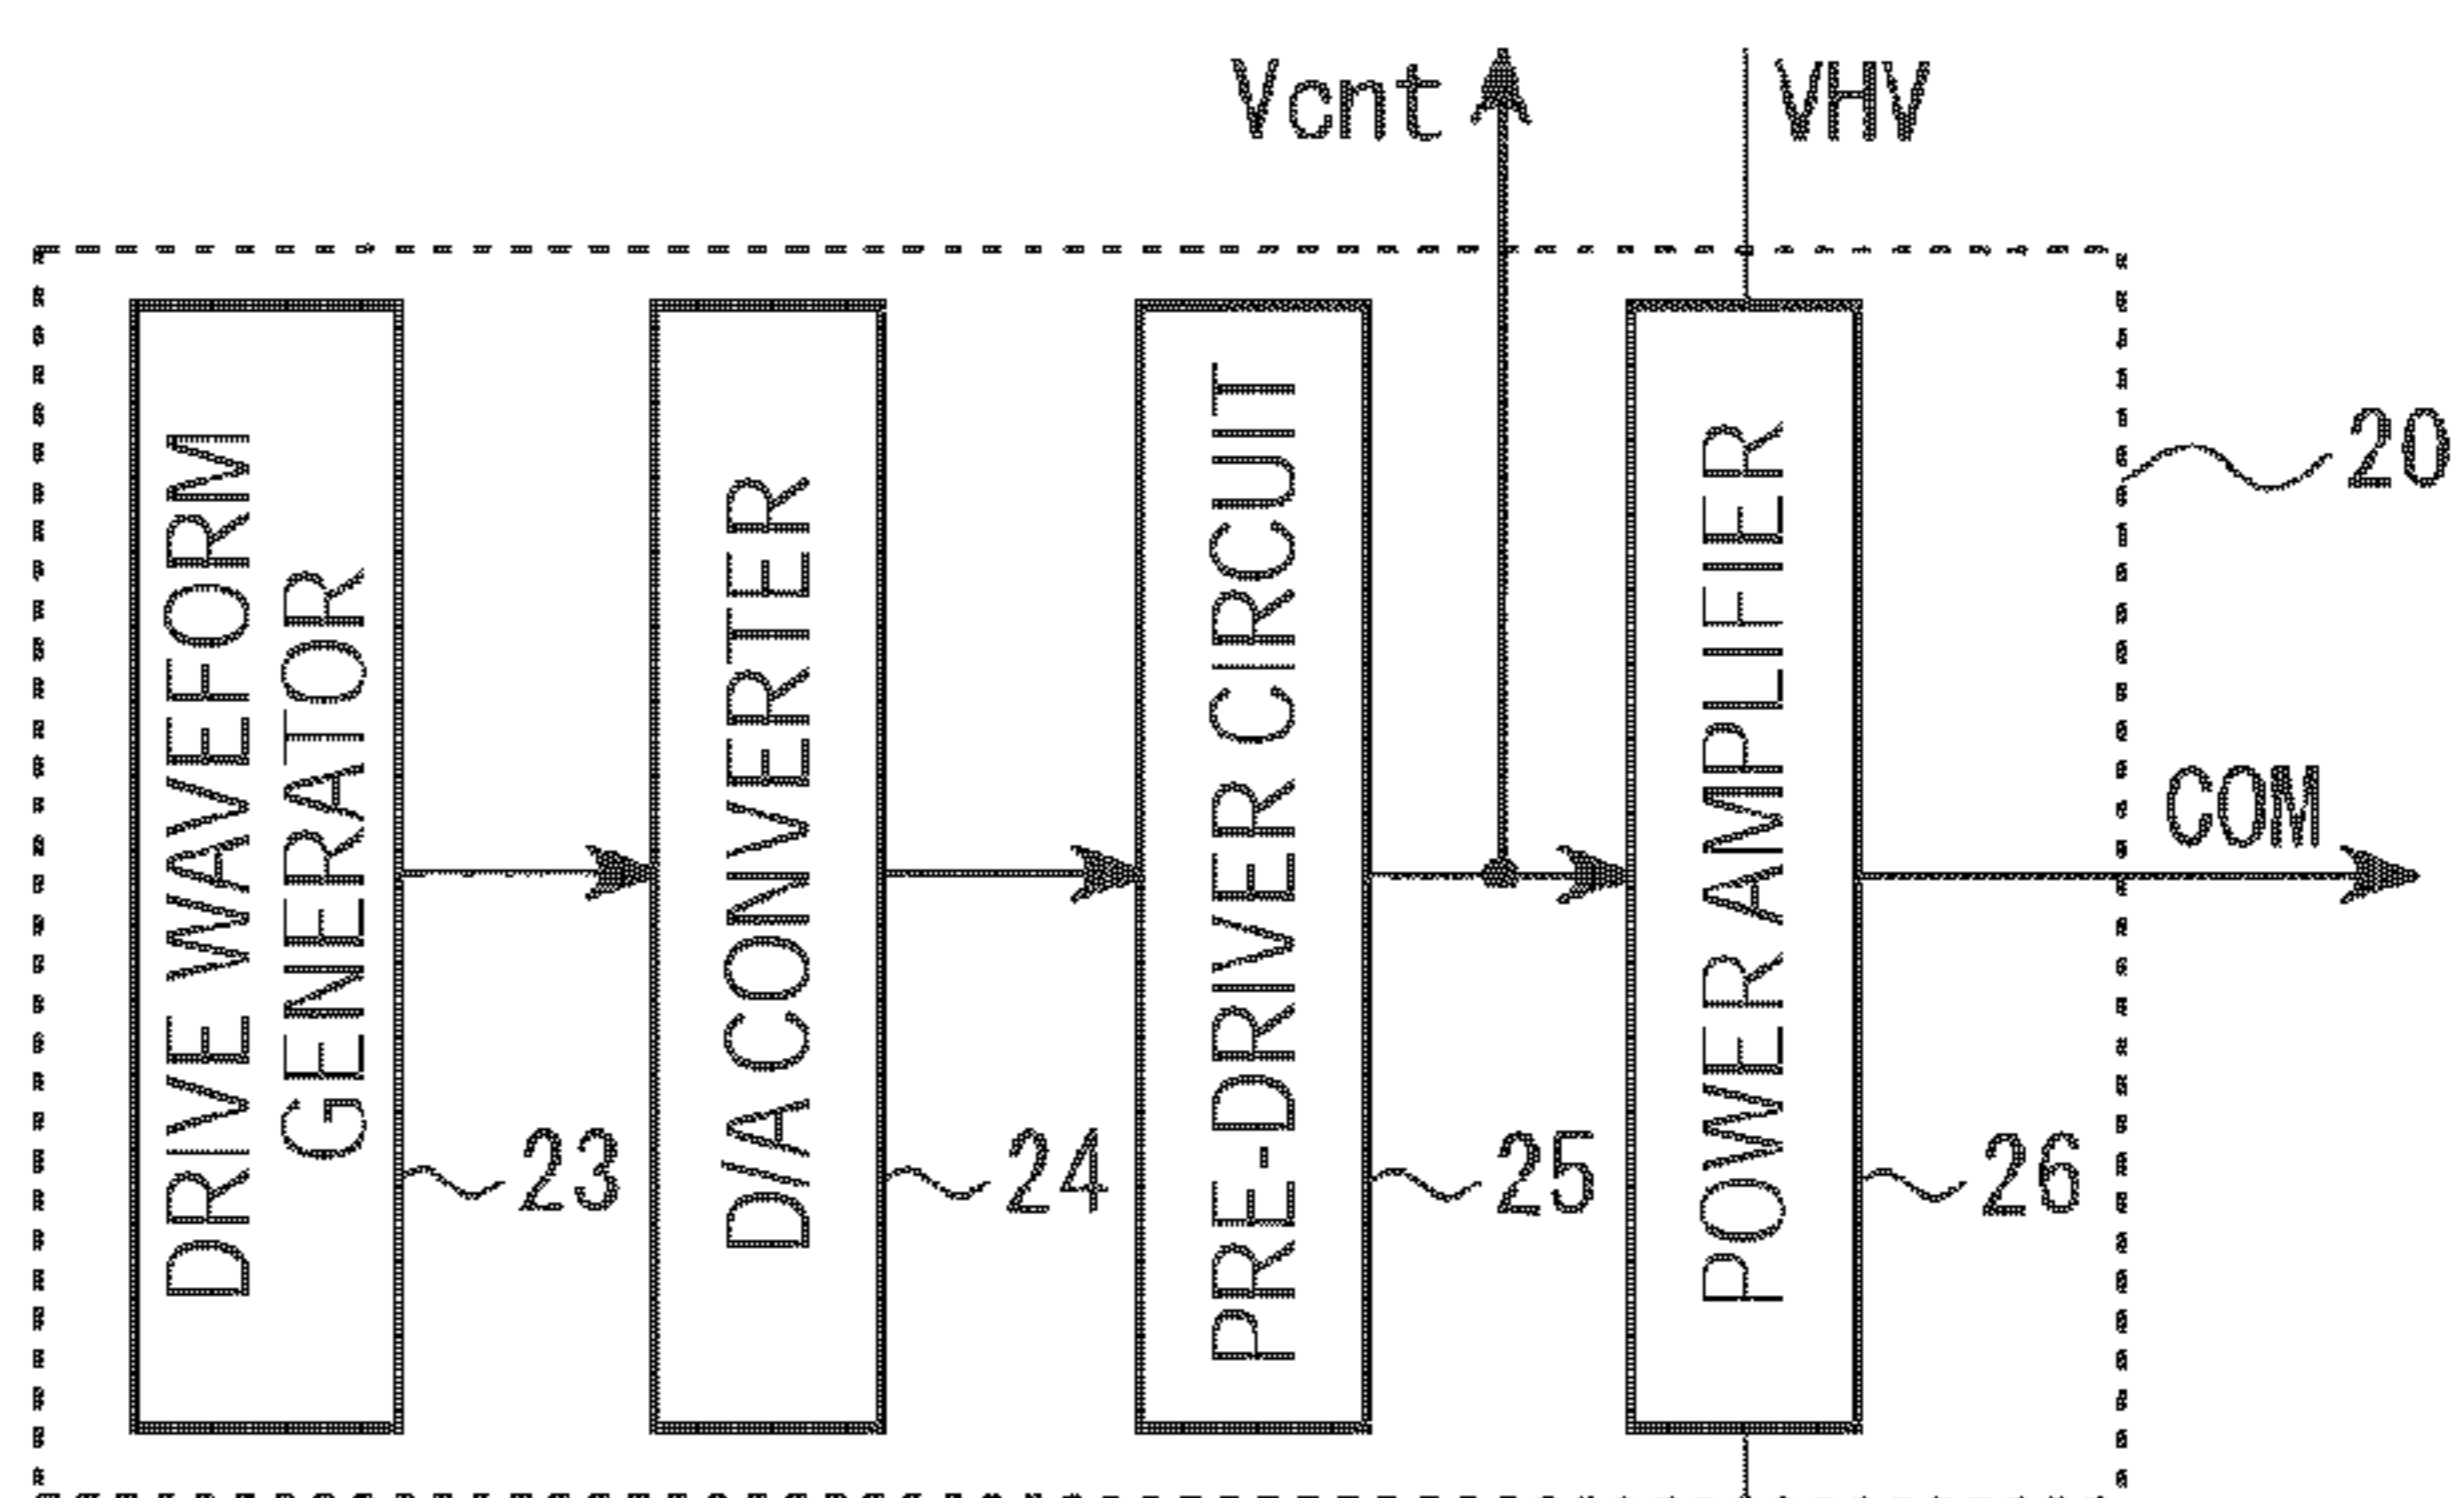 Vcnt
VHV
DRIVE WAVEFORM
GENERATOR
D/A CONVERTER
PRE-DRIVER CIRCUIT
POWER AMPLIFIER
20
COM
23
24
25
26